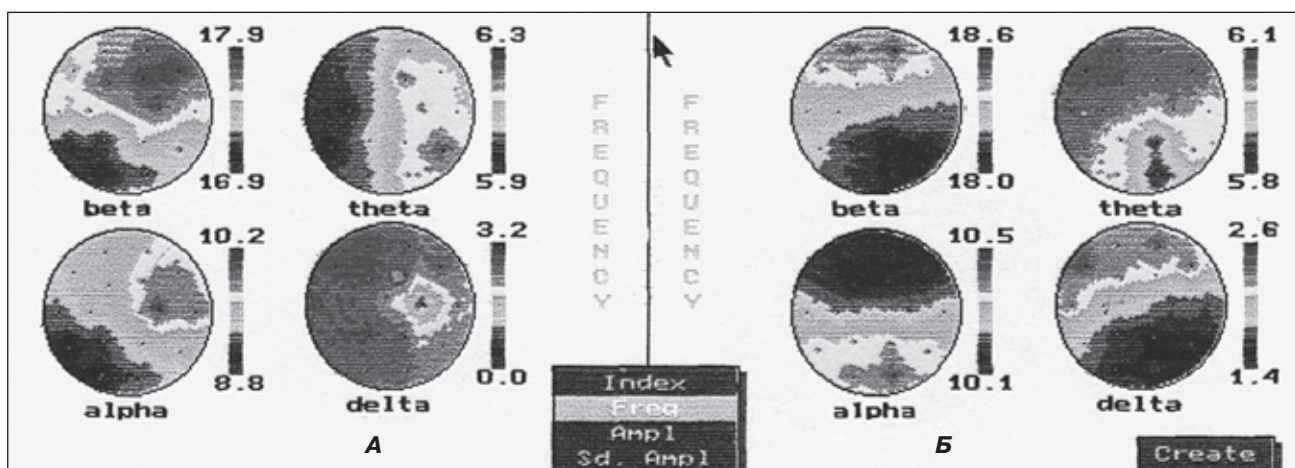 17.9
16.9
beta
6.3
5.9
theta
10.2
8.8
alpha
3.2
0.0
delta
FREQUENCY
FREQUENCY
18.6
18.0
beta
6.1
5.8
theta
10.5
10.1
alpha
2.6
1.4
delta
Index
Freq
Ampl
Sd. Ampl
Create
А
Б